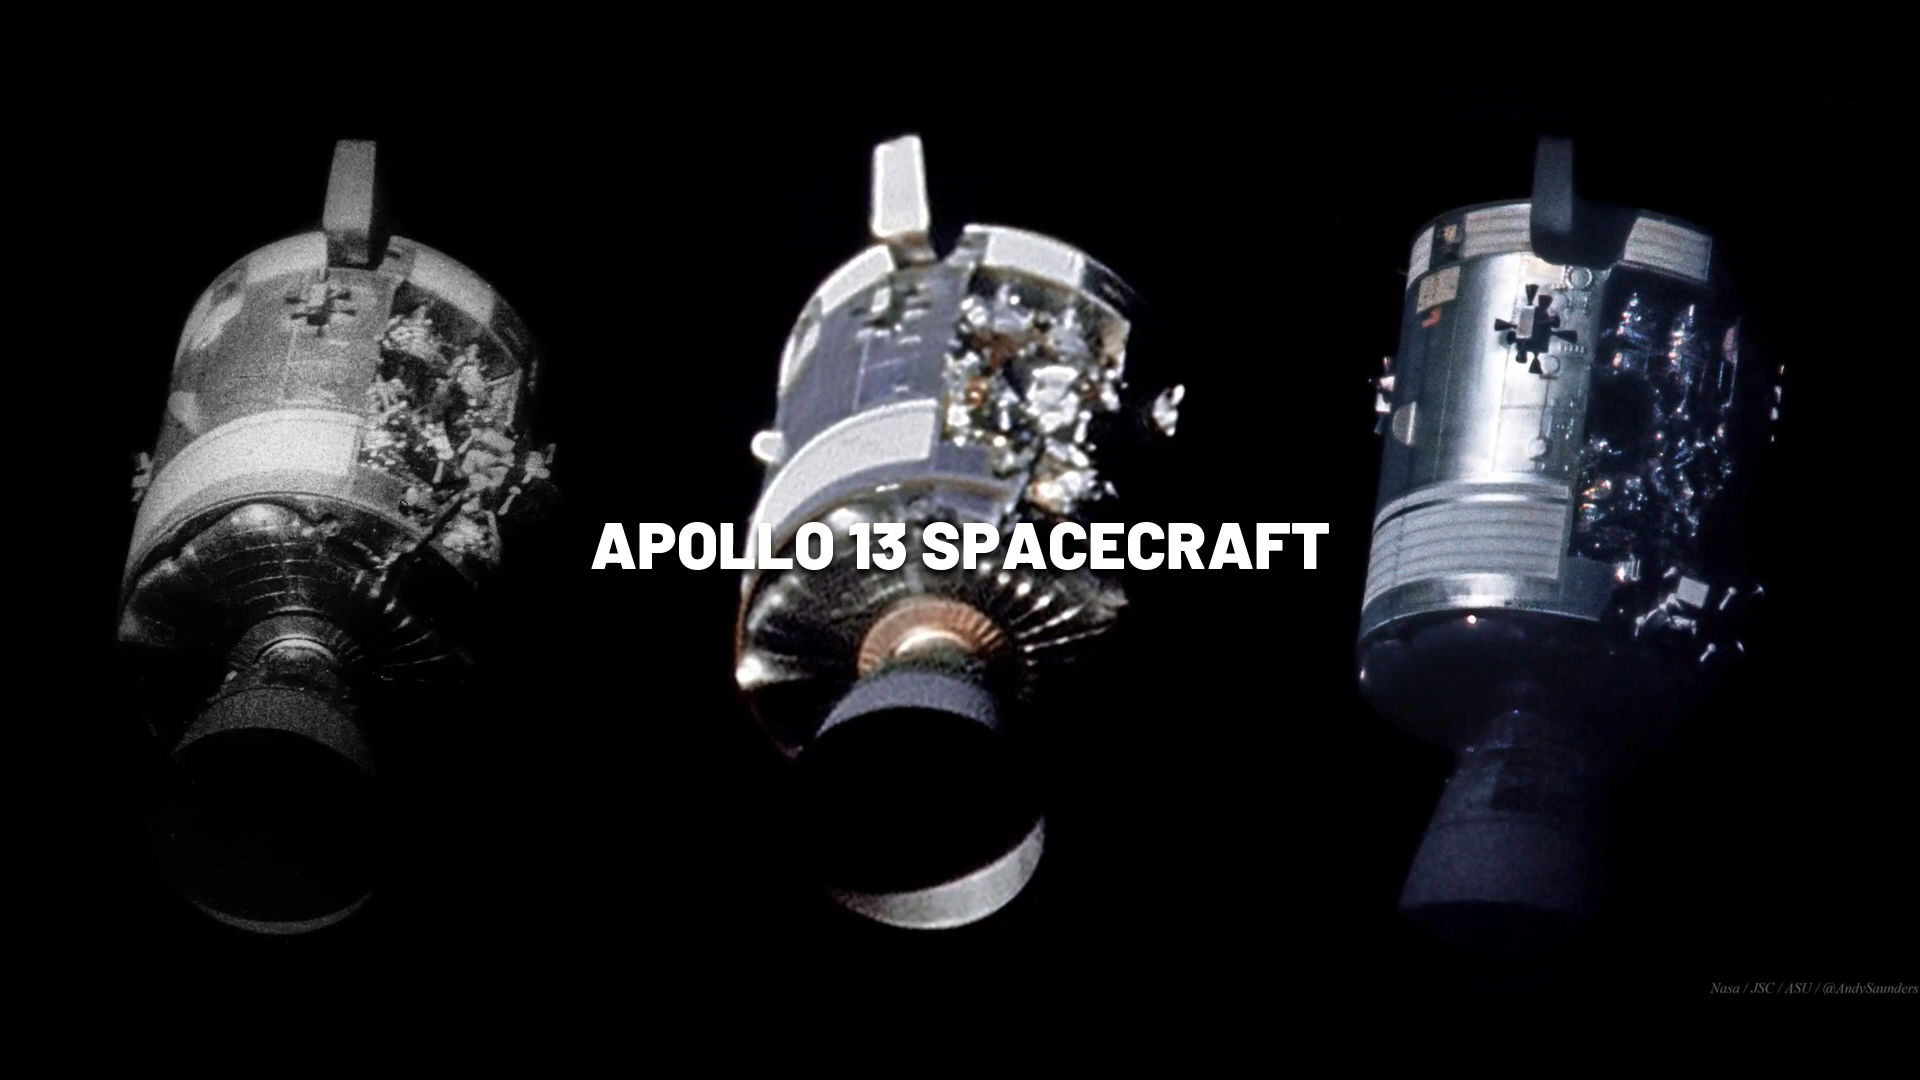 APOLLO 13 SPACECRAFT
Nasa / JSC / ASU / @AndySaunders